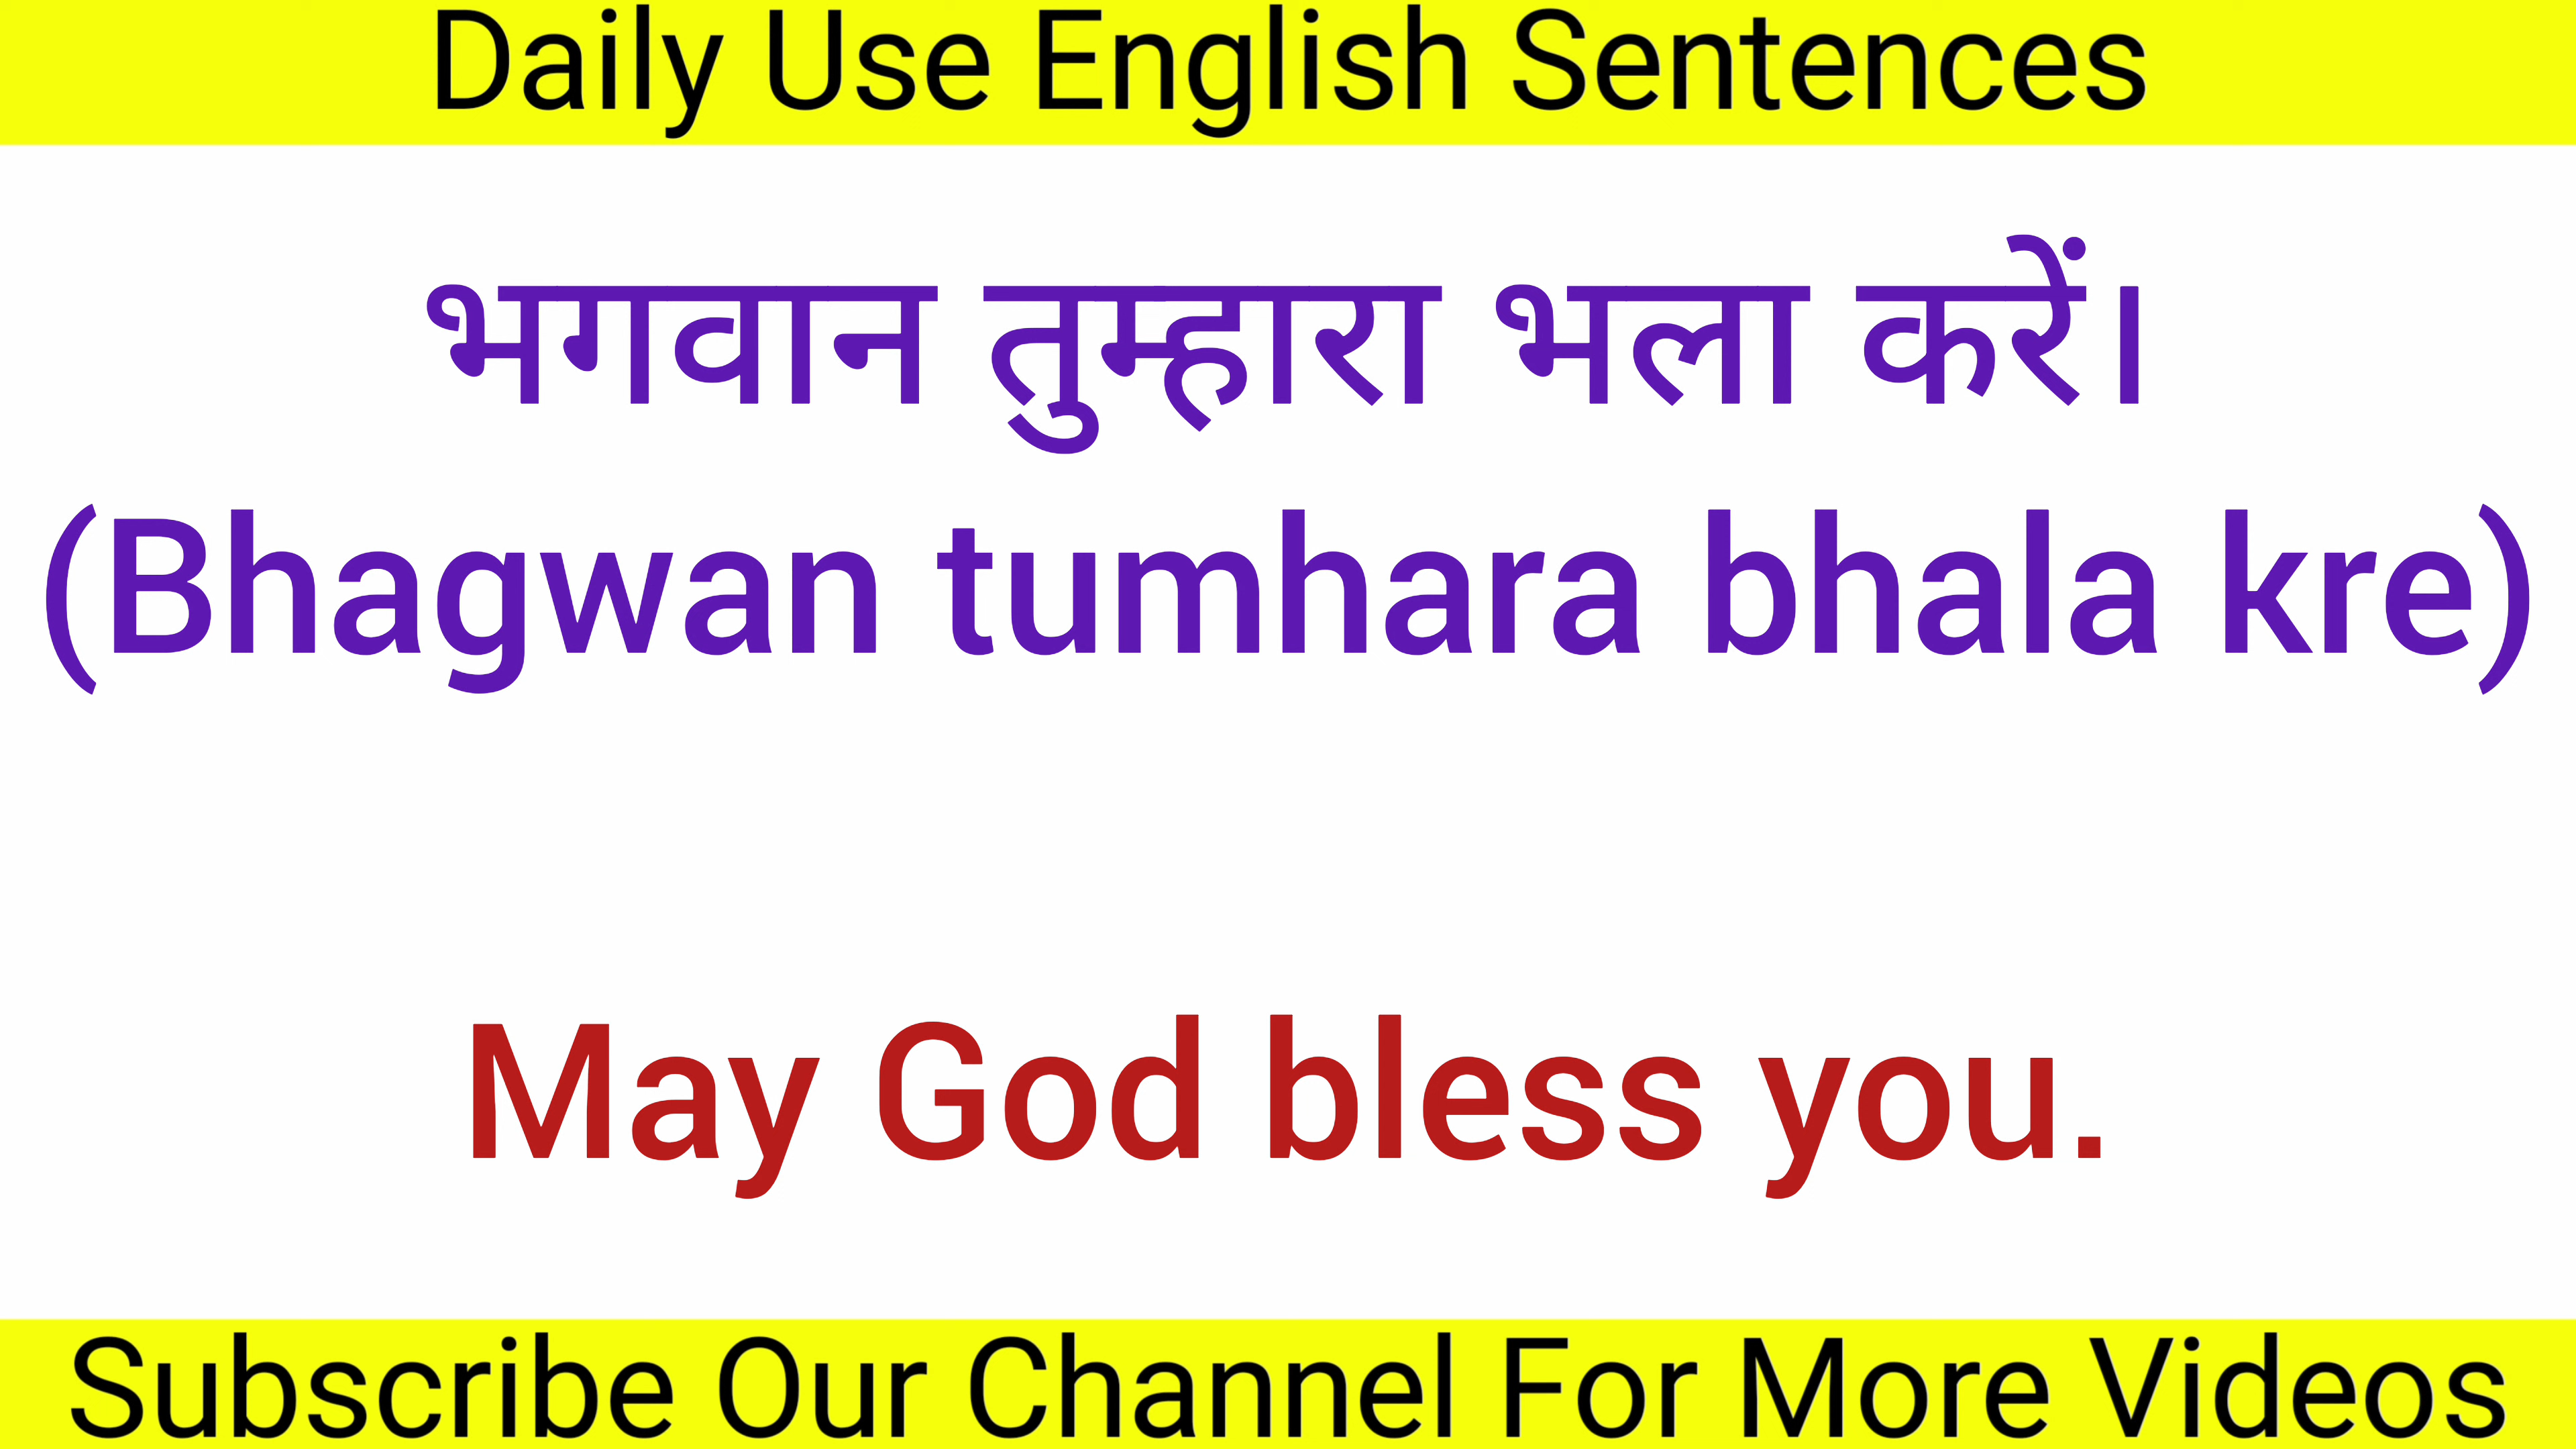 Daily Use English Sentences
भगवान तुम्हारा भला करें।
(Bhagwan tumhara bhala kre)
May God bless you.
Subscribe Our Channel For More Videos